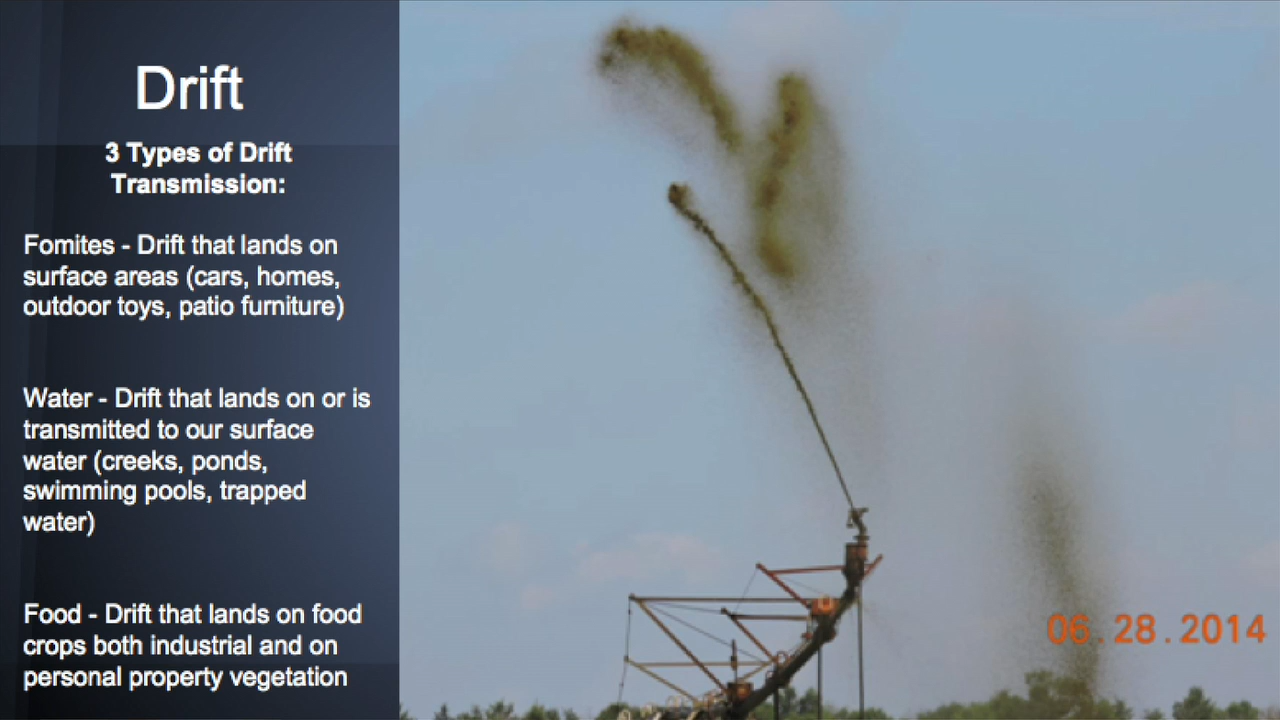 Drift
3 Types of Drift
Transmission:
Fomites - Drift that lands on
surface areas (cars, homes,
outdoor toys, patio furniture)
Water - Drift that lands on or is
transmitted to our surface
water (creeks, ponds,
swimming pools, trapped
water)
Food - Drift that lands on food
crops both industrial and on
personal property vegetation
06.28.2014